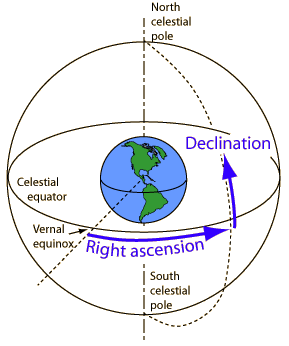 North
celestial
pole
Declination
Celestial
equator
Vernal
equinox
Right ascension
South
celestial
pole